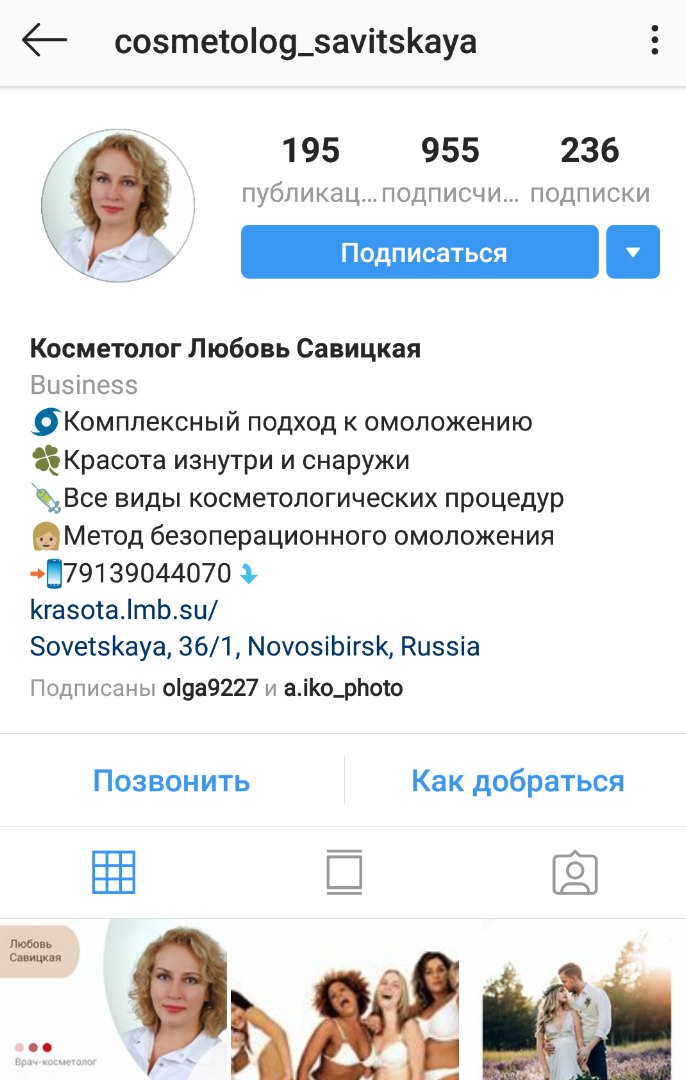 cosmetolog_savitskaya
195 955 236
публикац... подписчи... подписки
Подписаться
Косметолог Любовь Савицкая
Business
Комплексный подход к омоложению
Красота изнутри и снаружи
Все виды косметологических процедур
Метод безоперационного омоложения
79139044070
krasota.lmb.su/
Sovetskaya, 36/1, Novosibirsk, Russia
Подписаны olga9227 и a.iko_photo
Позвонить Как добраться
Любовь
Савицкая
Врач-косметолог